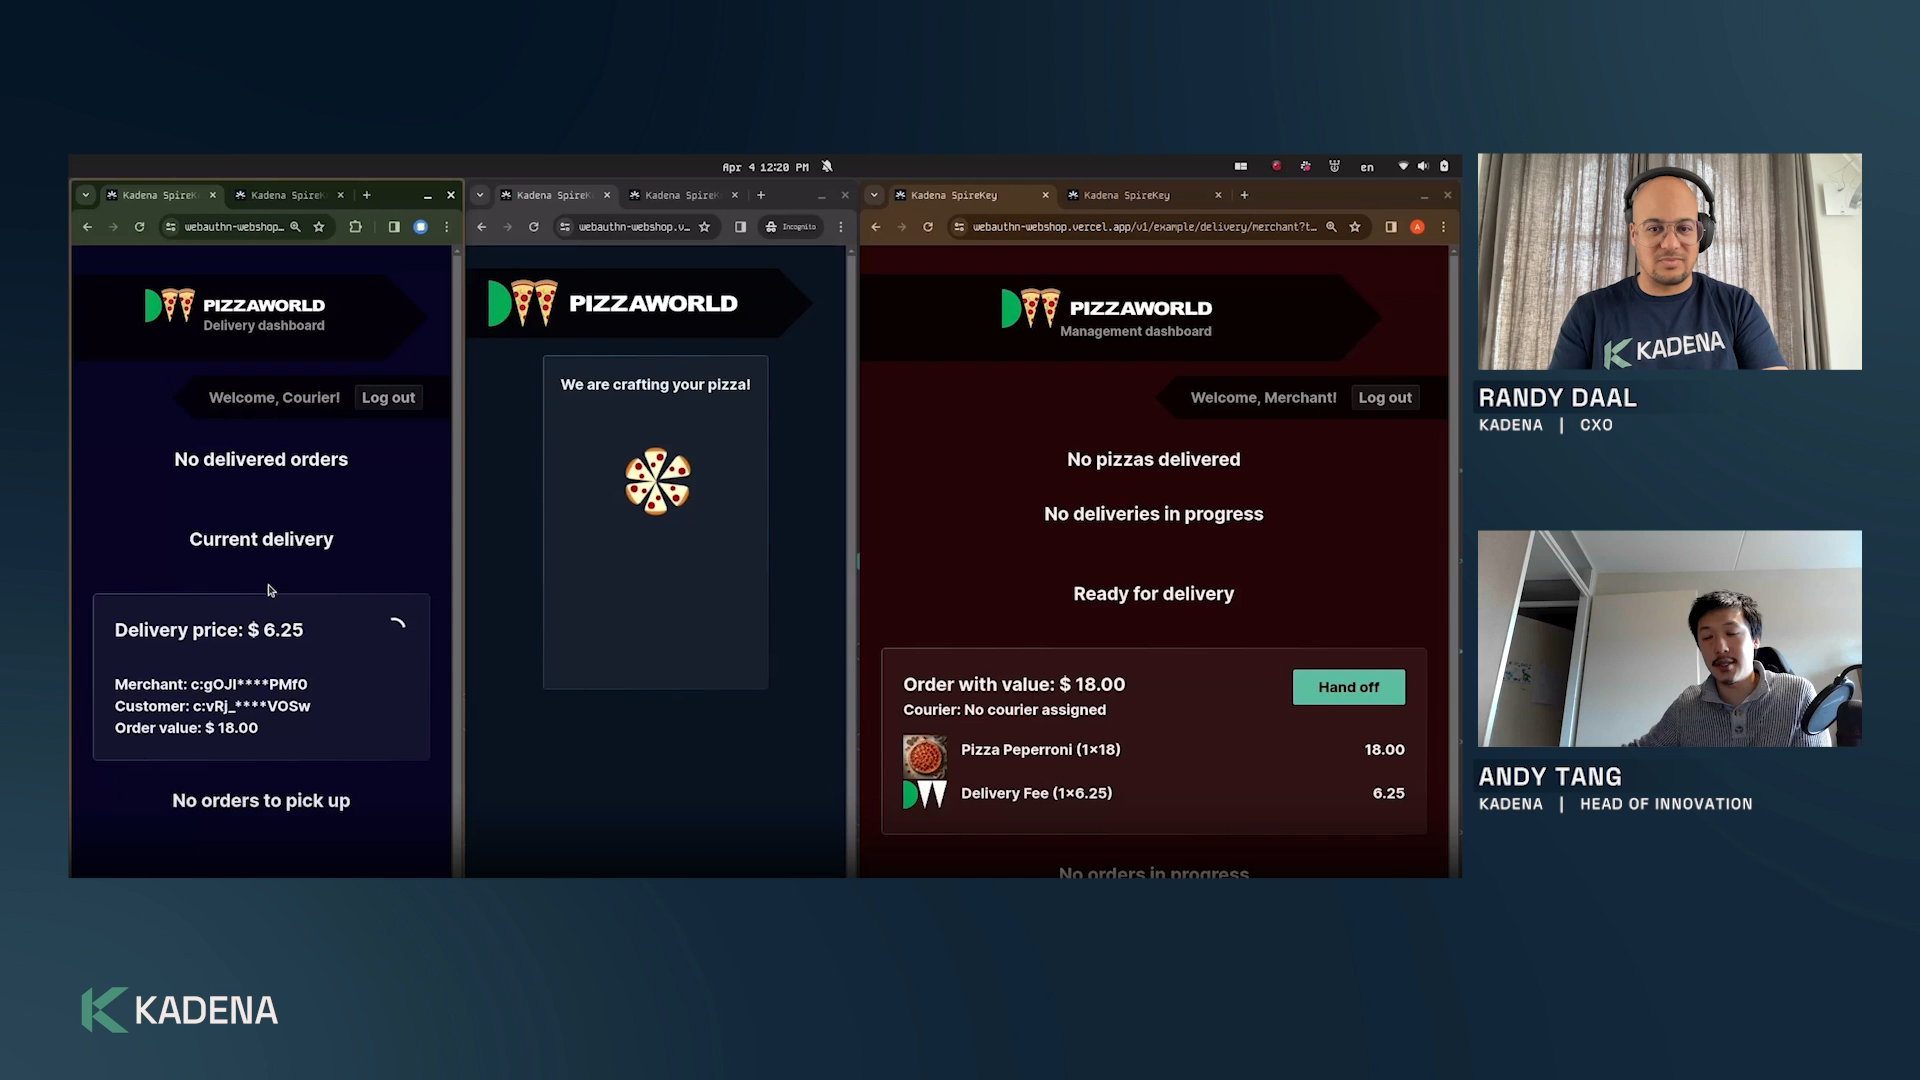 Apr 4 12:20 PM
en
Kadena SpireK
Kadena SpireK
webauthn-webshop...
Kadena SpireK
Kadena SpireK
webauthn-webshop.v...
Incognito
Kadena SpireKey
Kadena SpireKey
webauthn-webshop.vercel.app/v1/example/delivery/merchant?t...
A
PIZZAWORLD
Delivery dashboard
Welcome, Courier!
Log out
No delivered orders
Current delivery
Delivery price: $ 6.25
Merchant: c:gOJI****PMf0
Customer: c:vRj_****VOSw
Order value: $ 18.00
No orders to pick up
PIZZAWORLD
We are crafting your pizza!
PIZZAWORLD
Management dashboard
Welcome, Merchant!
Log out
No pizzas delivered
No deliveries in progress
Ready for delivery
Order with value: $ 18.00
Hand off
Courier: No courier assigned
Pizza Peperroni (1×18)
18.00
Delivery Fee (1×6.25)
6.25
No orders in progress
KADENA
RANDY DAAL
KADENA | CXO
ANDY TANG
KADENA | HEAD OF INNOVATION
KADENA